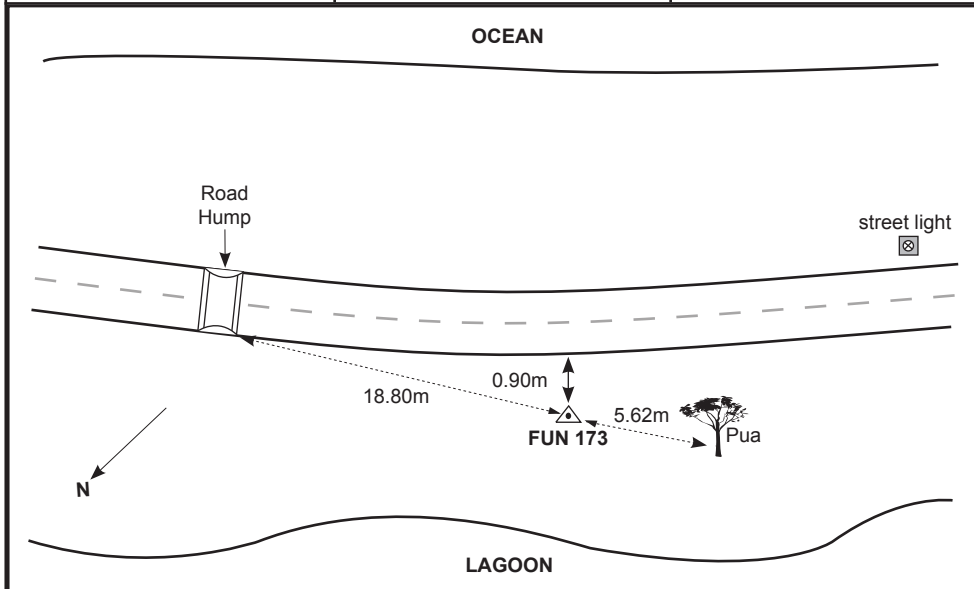 OCEAN
Road
Hump
street light
18.80m
0.90m
5.62m
FUN 173
Pua
N
LAGOON